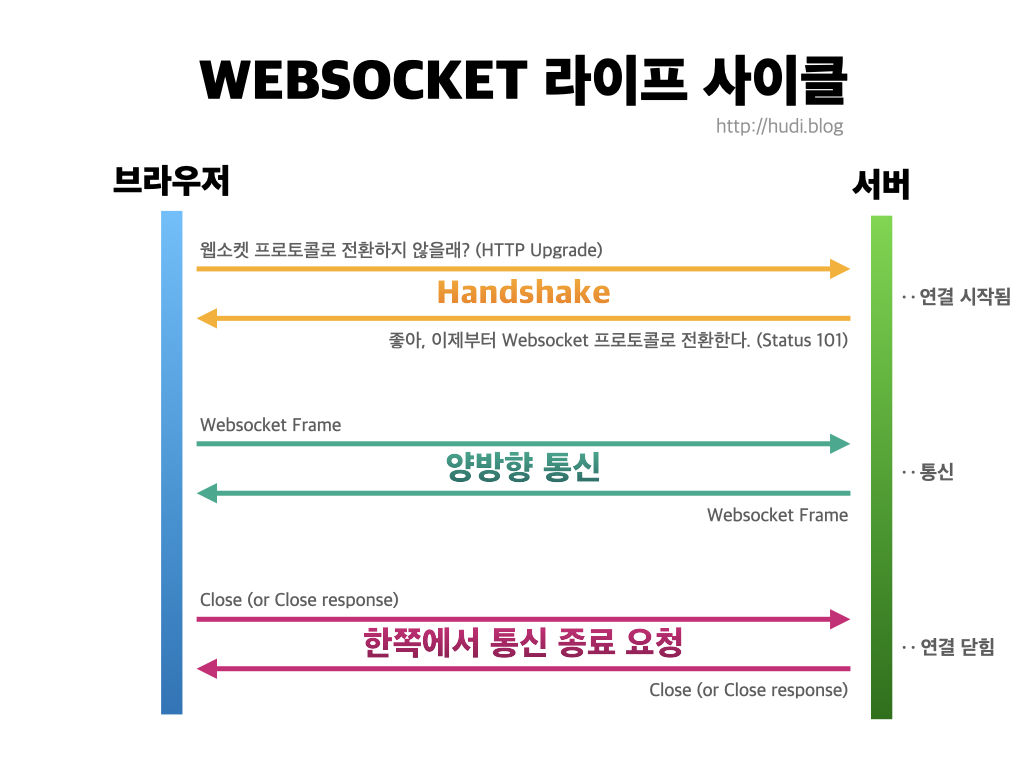 WEBSOCKET 라이프 사이클
http://hudi.blog
브라우저
서버
웹소켓 프로토콜로 전환하지 않을래? (HTTP Upgrade)
Handshake
·· 연결 시작됨
좋아, 이제부터 Websocket 프로토콜로 전환한다. (Status 101)
Websocket Frame
양방향 통신
·· 통신
Websocket Frame
Close (or Close response)
한쪽에서 통신 종료 요청
·· 연결 닫힘
Close (or Close response)